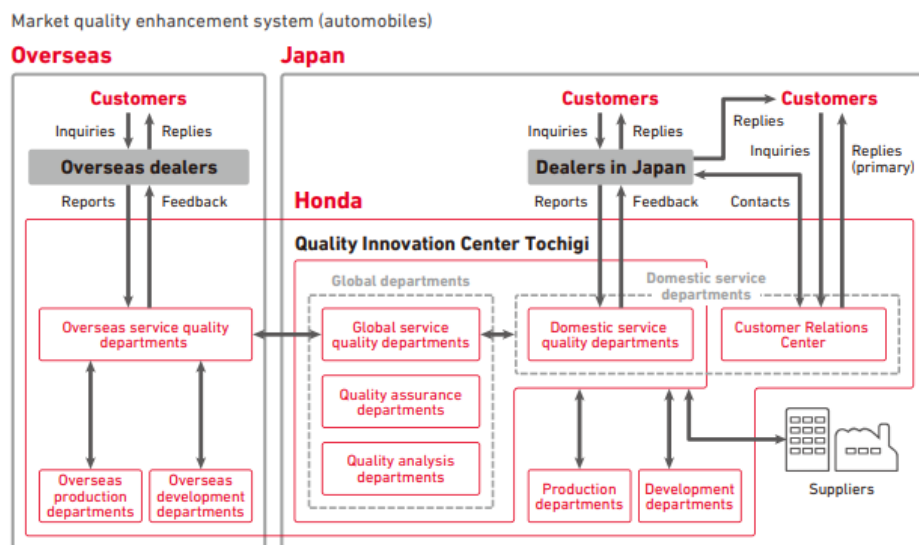 Market quality enhancement system (automobiles)
Overseas
Japan
Customers
Inquiries
Replies
Overseas dealers
Reports
Feedback
Customers
Inquiries
Replies
Dealers in Japan
Reports
Feedback
Customers
Replies
Inquiries
Replies
(primary)
Contacts
Honda
Quality Innovation Center Tochigi
Global departments
Domestic service
departments
Overseas service quality
departments
Global service
quality departments
Domestic service
quality departments
Customer Relations
Center
Quality assurance
departments
Quality analysis
departments
Overseas
production
departments
Overseas
development
departments
Production
departments
Development
departments
Suppliers